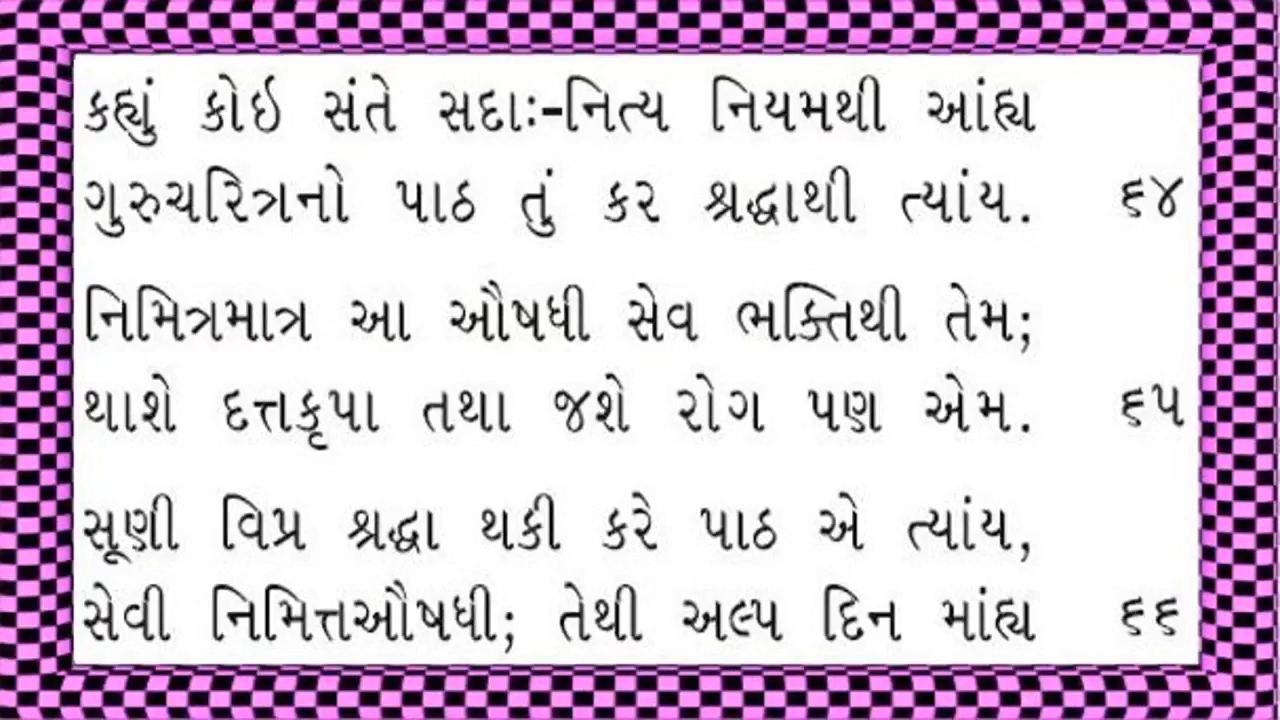 કહ્યું કોઇ સંતે સદાઃ-નિત્ય નિયમથી આંહ્ય
ગુરુચરિત્રનો પાઠ તું કર શ્રદ્ધાથી ત્યાંય. ૬૪
નિમિત્રમાત્ર આ ઔષધી સેવ ભક્તિથી તેમ;
થાશે દત્તકૃપા તથા જશે રોગ પણ એમ. ૬૫
સૂણી વિપ્ર શ્રદ્ધા થકી કરે પાઠ એ ત્યાંય,
સેવી નિમિત્તઔષધી; તેથી અલ્પ દિન માંહ્ય ૬૬